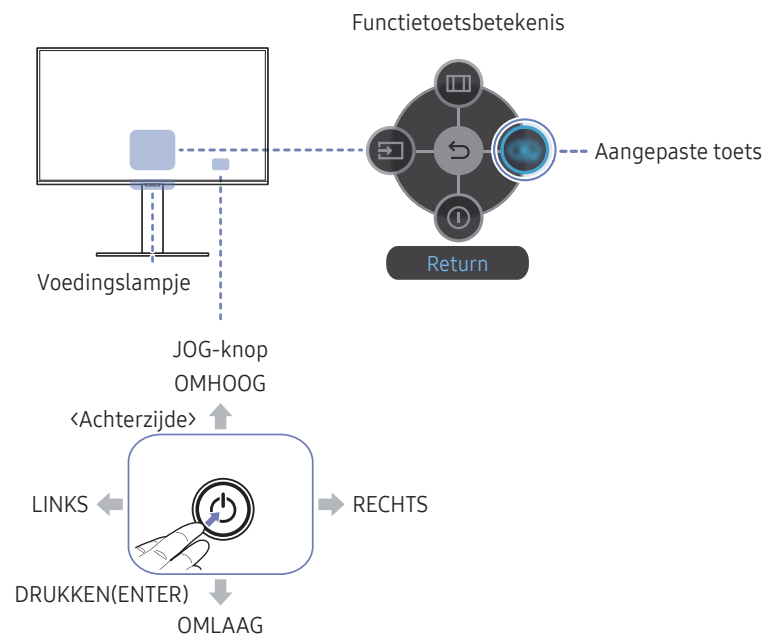 Functietoetsbetekenis
Aangepaste toets
Return
Voedingslampje
JOG-knop
OMHOOG
<Achterzijde>
LINKS
RECHTS
DRUKKEN(ENTER)
OMLAAG